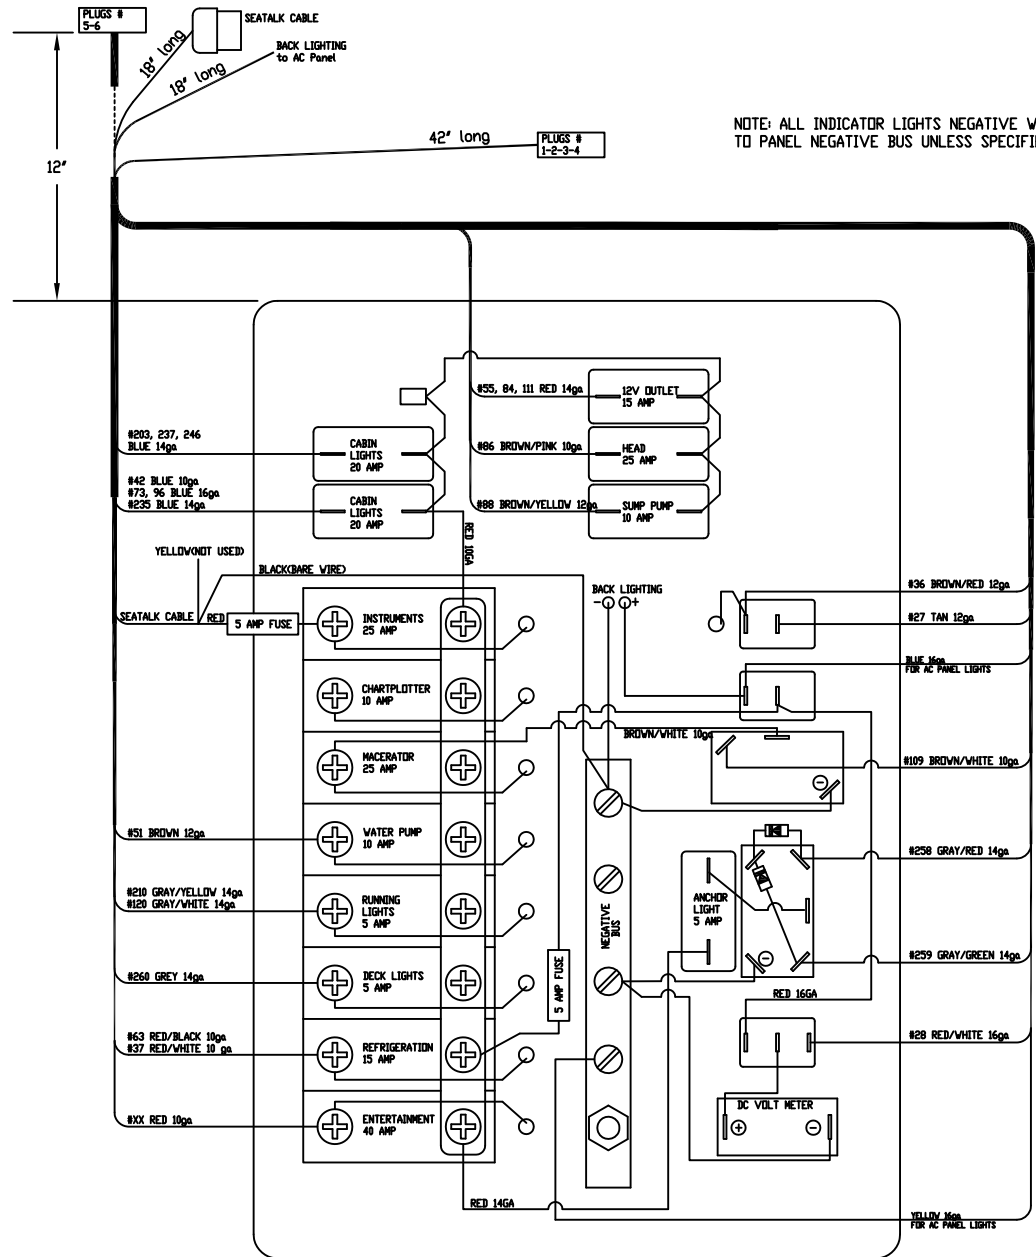 PLUGS #
5-6
SEATALK CABLE
BACK LIGHTING
to AC Panel
18" long
18" long
42" long
PLUGS #
1-2-3-4
NOTE: ALL INDICATOR LIGHTS NEGATIVE W
TO PANEL NEGATIVE BUS UNLESS SPECIFI
12"
#55, 84, 111 RED 14ga
12V OUTLET
15 AMP
#203, 237, 246
BLUE 14ga
CABIN
LIGHTS
20 AMP
#86 BROWN/PINK 10ga
HEAD
25 AMP
#42 BLUE 10ga
#73, 96 BLUE 16ga
#235 BLUE 14ga
CABIN
LIGHTS
20 AMP
#88 BROWN/YELLOW 12ga
SUMP PUMP
10 AMP
RED 10GA
YELLOW(NOT USED)
BLACK(BARE WIRE)
SEATALK CABLE
RED
5 AMP FUSE
INSTRUMENTS
25 AMP
BACK LIGHTING
- +
#36 BROWN/RED 12ga
#27 TAN 12ga
BLUE 16ga
FOR AC PANEL LIGHTS
CHARTPLOTTER
10 AMP
BROWN/WHITE 10ga
MACERATOR
25 AMP
#109 BROWN/WHITE 10ga
-
#51 BROWN 12ga
WATER PUMP
10 AMP
#258 GRAY/RED 14ga
#210 GRAY/YELLOW 14ga
#120 GRAY/WHITE 14ga
RUNNING
LIGHTS
5 AMP
NEGATIVE
BUS
ANCHOR
LIGHT
5 AMP
#259 GRAY/GREEN 14ga
-
#260 GREY 14ga
DECK LIGHTS
5 AMP
5 AMP FUSE
RED 16GA
#63 RED/BLACK 10ga
#37 RED/WHITE 10 ga
REFRIGERATION
15 AMP
#28 RED/WHITE 16ga
#XX RED 10ga
ENTERTAINMENT
40 AMP
DC VOLT METER
+ -
RED 14GA
YELLOW 16ga
FOR AC PANEL LIGHTS